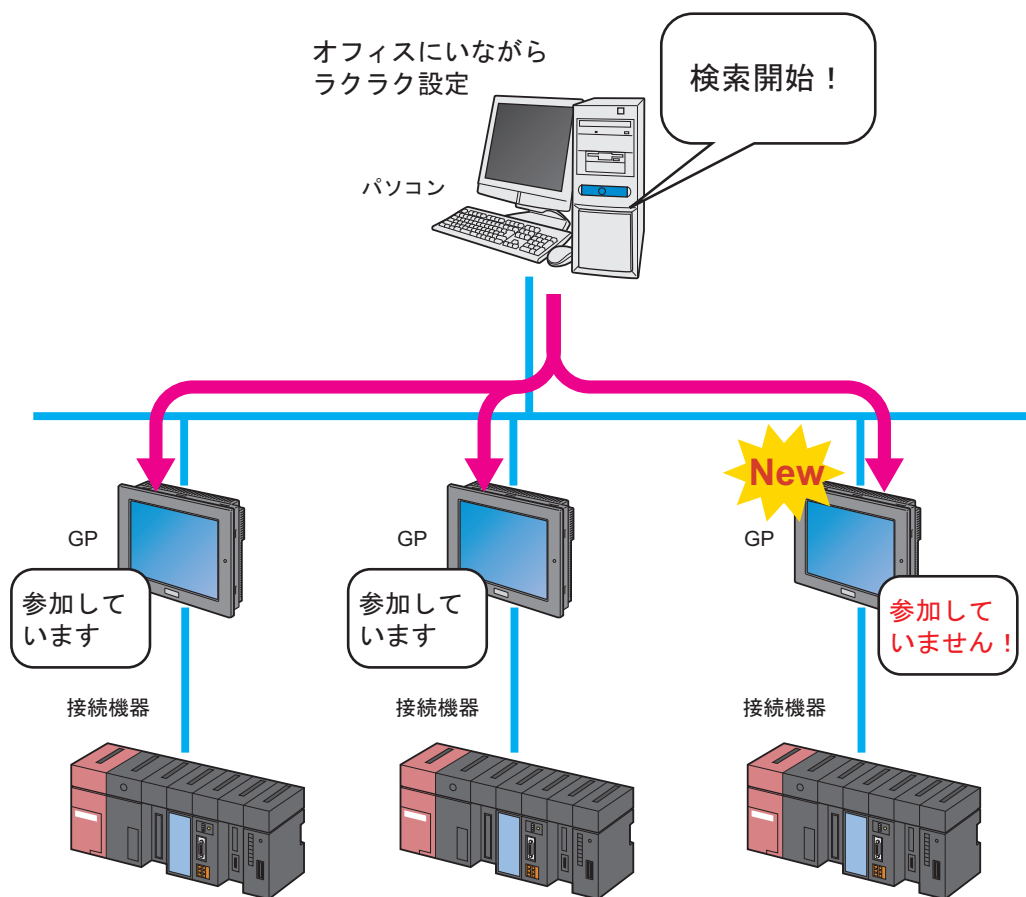 オフィスにいながら
ラクラク設定
検索開始！
パソコン
New
GP
GP
GP
参加して
います
参加して
います
参加して
いません！
接続機器
接続機器
接続機器